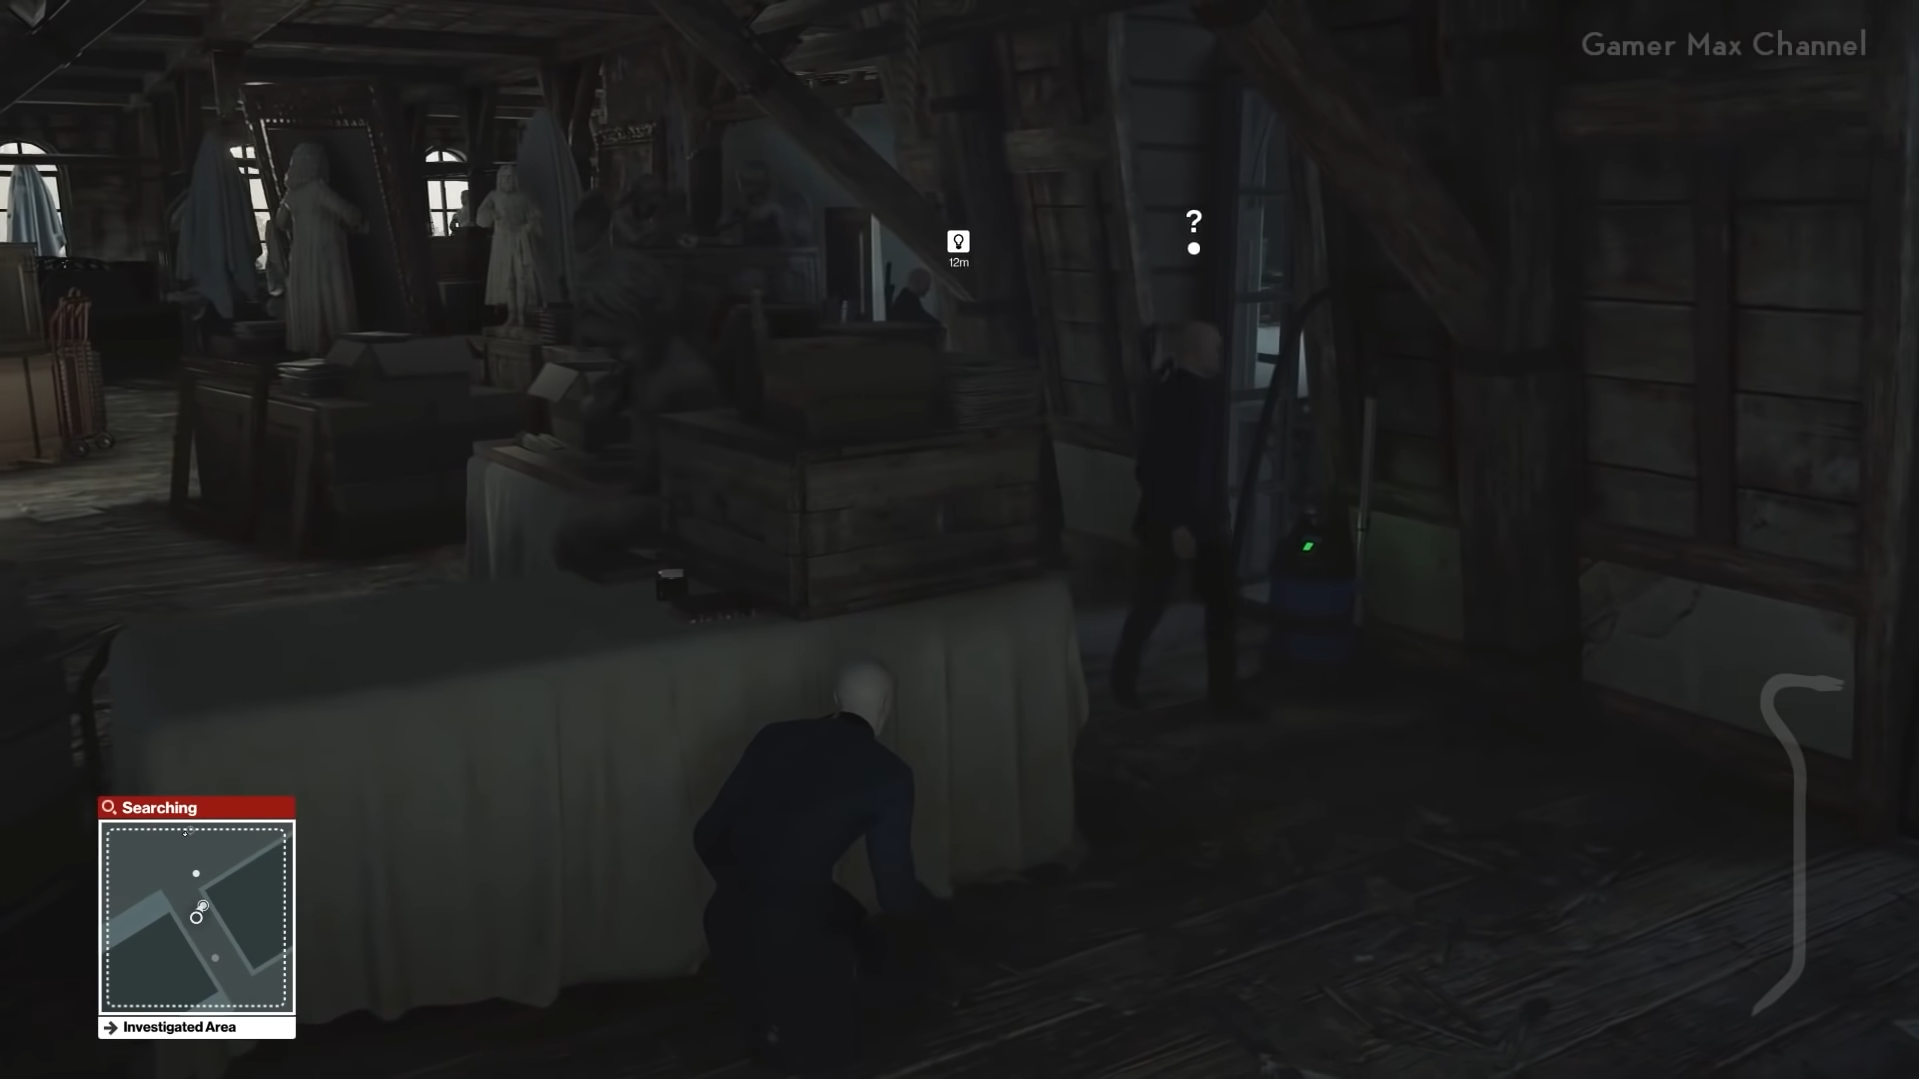 Gamer Max Channel
?
12m
Searching
Investigated Area